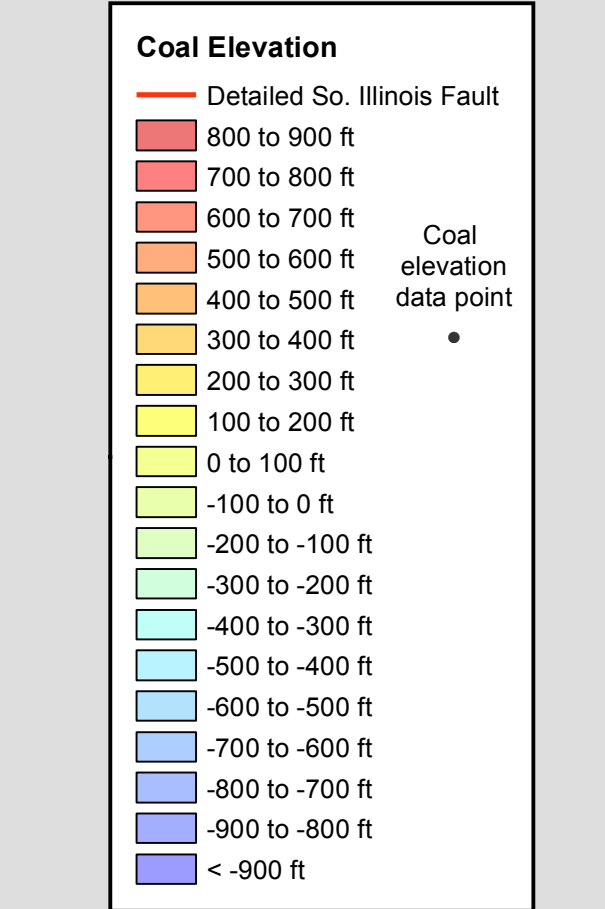 Coal Elevation
Detailed So. Illinois Fault
800 to 900 ft
700 to 800 ft
600 to 700 ft
500 to 600 ft
400 to 500 ft
300 to 400 ft
200 to 300 ft
100 to 200 ft
0 to 100 ft
-100 to 0 ft
-200 to -100 ft
-300 to -200 ft
-400 to -300 ft
-500 to -400 ft
-600 to -500 ft
-700 to -600 ft
-800 to -700 ft
-900 to -800 ft
< -900 ft
Coal
elevation
data point